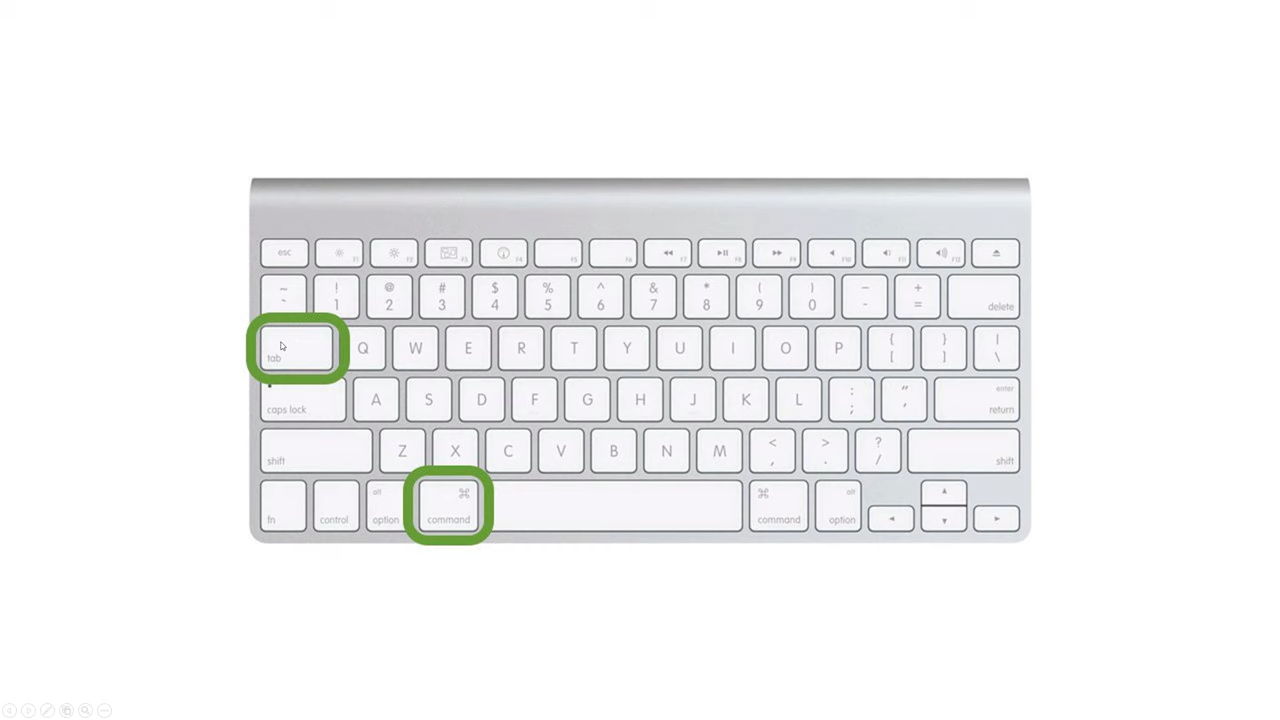 esc F1 F2 F3 F4 F5 F6 F7 F8 F9 F10 F11 F12
~ ! @ # $ % ^ & * ( ) – +
` 1 2 3 4 5 6 7 8 9 0 - = delete
tab Q W E R T Y U I O P { [ } ] | \
caps lock A S D F G H J K L : ; " ' enter return
shift Z X C V B N M < , > . ? / shift
fn control alt option ⌘ command ⌘ command alt option ◄ ▲ ▼ ►